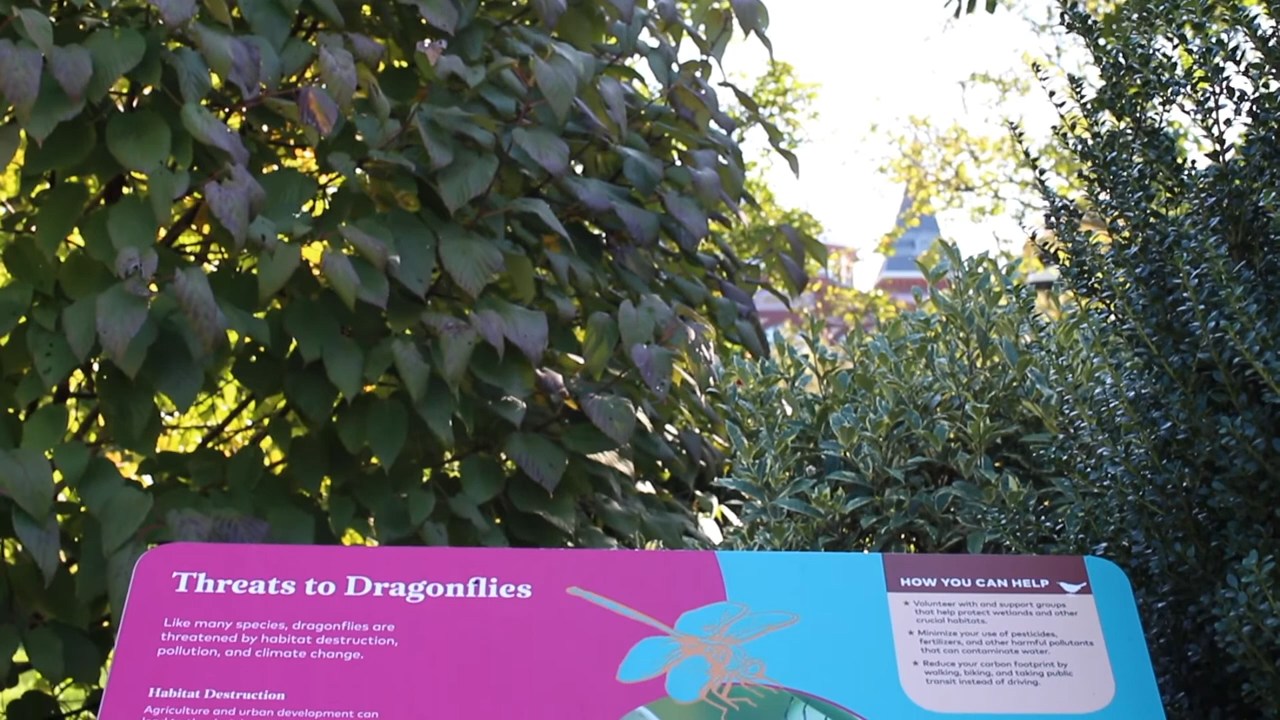 Threats to Dragonflies
Like many species, dragonflies are
threatened by habitat destruction,
pollution, and climate change.
Habitat Destruction
Agriculture and urban development can
HOW YOU CAN HELP
★ Volunteer with and support groups
that help protect wetlands and other
crucial habitats.
★ Minimize your use of pesticides,
fertilizers, and other harmful pollutants
that can contaminate water.
★ Reduce your carbon footprint by
walking, biking, and taking public
transit instead of driving.